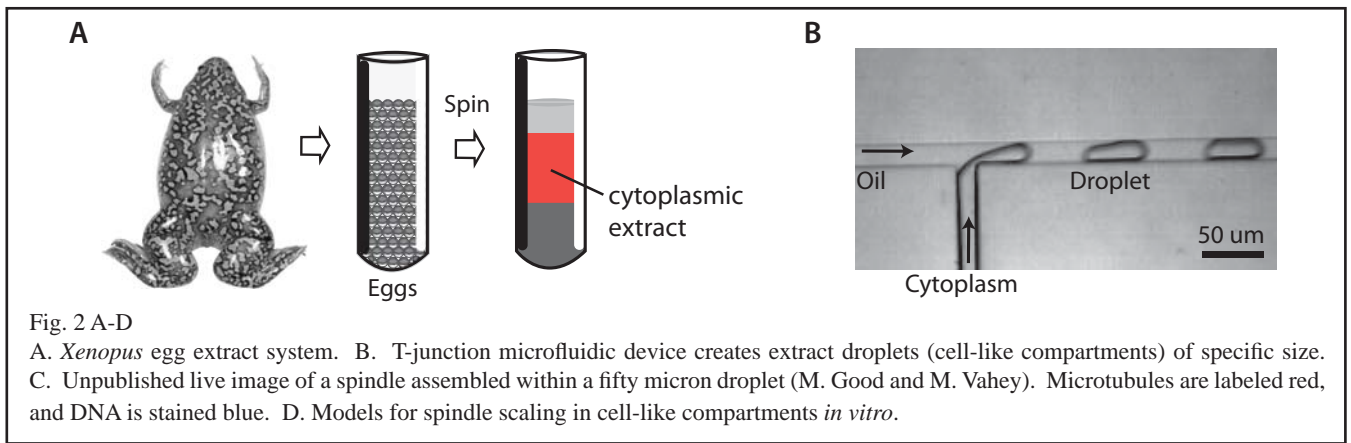 A
B
Spin
cytoplasmic
extract
Eggs
Oil
Droplet
50 um
Cytoplasm
Fig. 2 A-D
A. Xenopus egg extract system. B. T-junction microfluidic device creates extract droplets (cell-like compartments) of specific size.
C. Unpublished live image of a spindle assembled within a fifty micron droplet (M. Good and M. Vahey). Microtubules are labeled red,
and DNA is stained blue. D. Models for spindle scaling in cell-like compartments in vitro.